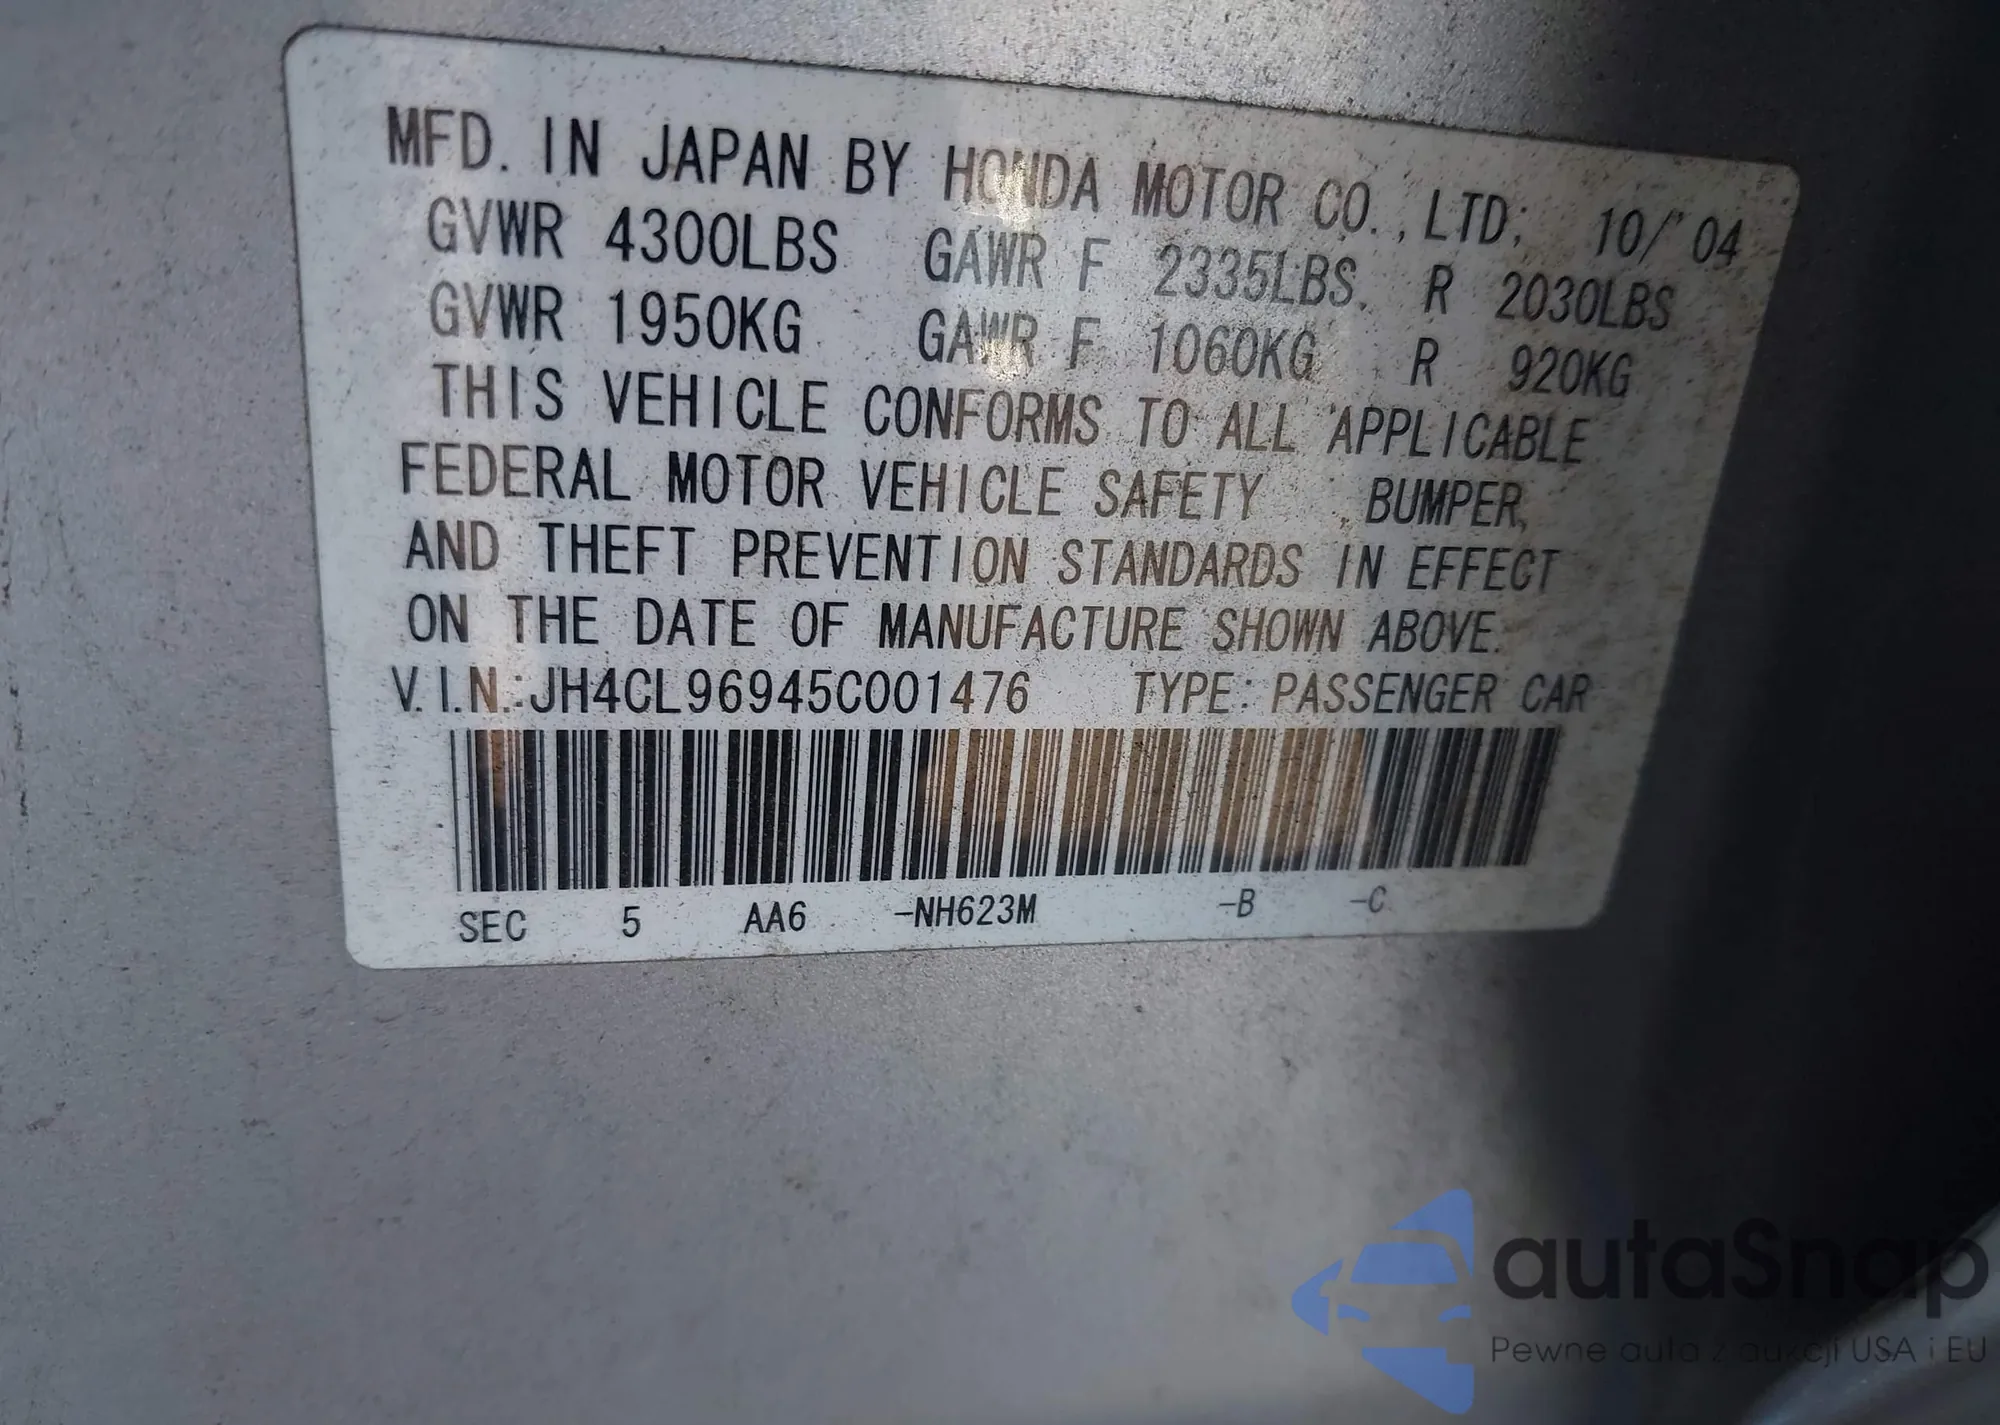 MFD. IN JAPAN BY HONDA MOTOR CO., LTD; 10/'04
GVWR 4300LBS GAWR F 2335LBS. R 2030LBS
GVWR 1950KG GAWR F 1060KG R 920KG
THIS VEHICLE CONFORMS TO ALL APPLICABLE
FEDERAL MOTOR VEHICLE SAFETY , BUMPER,
AND THEFT PREVENTION STANDARDS IN EFFECT
ON THE DATE OF MANUFACTURE SHOWN ABOVE.
V.I.N.:JH4CL96945C001476 TYPE: PASSENGER CAR
SEC 5 AA6 -NH623M -B -C
autaSnap
Pewne auta z aukcji USA i EU